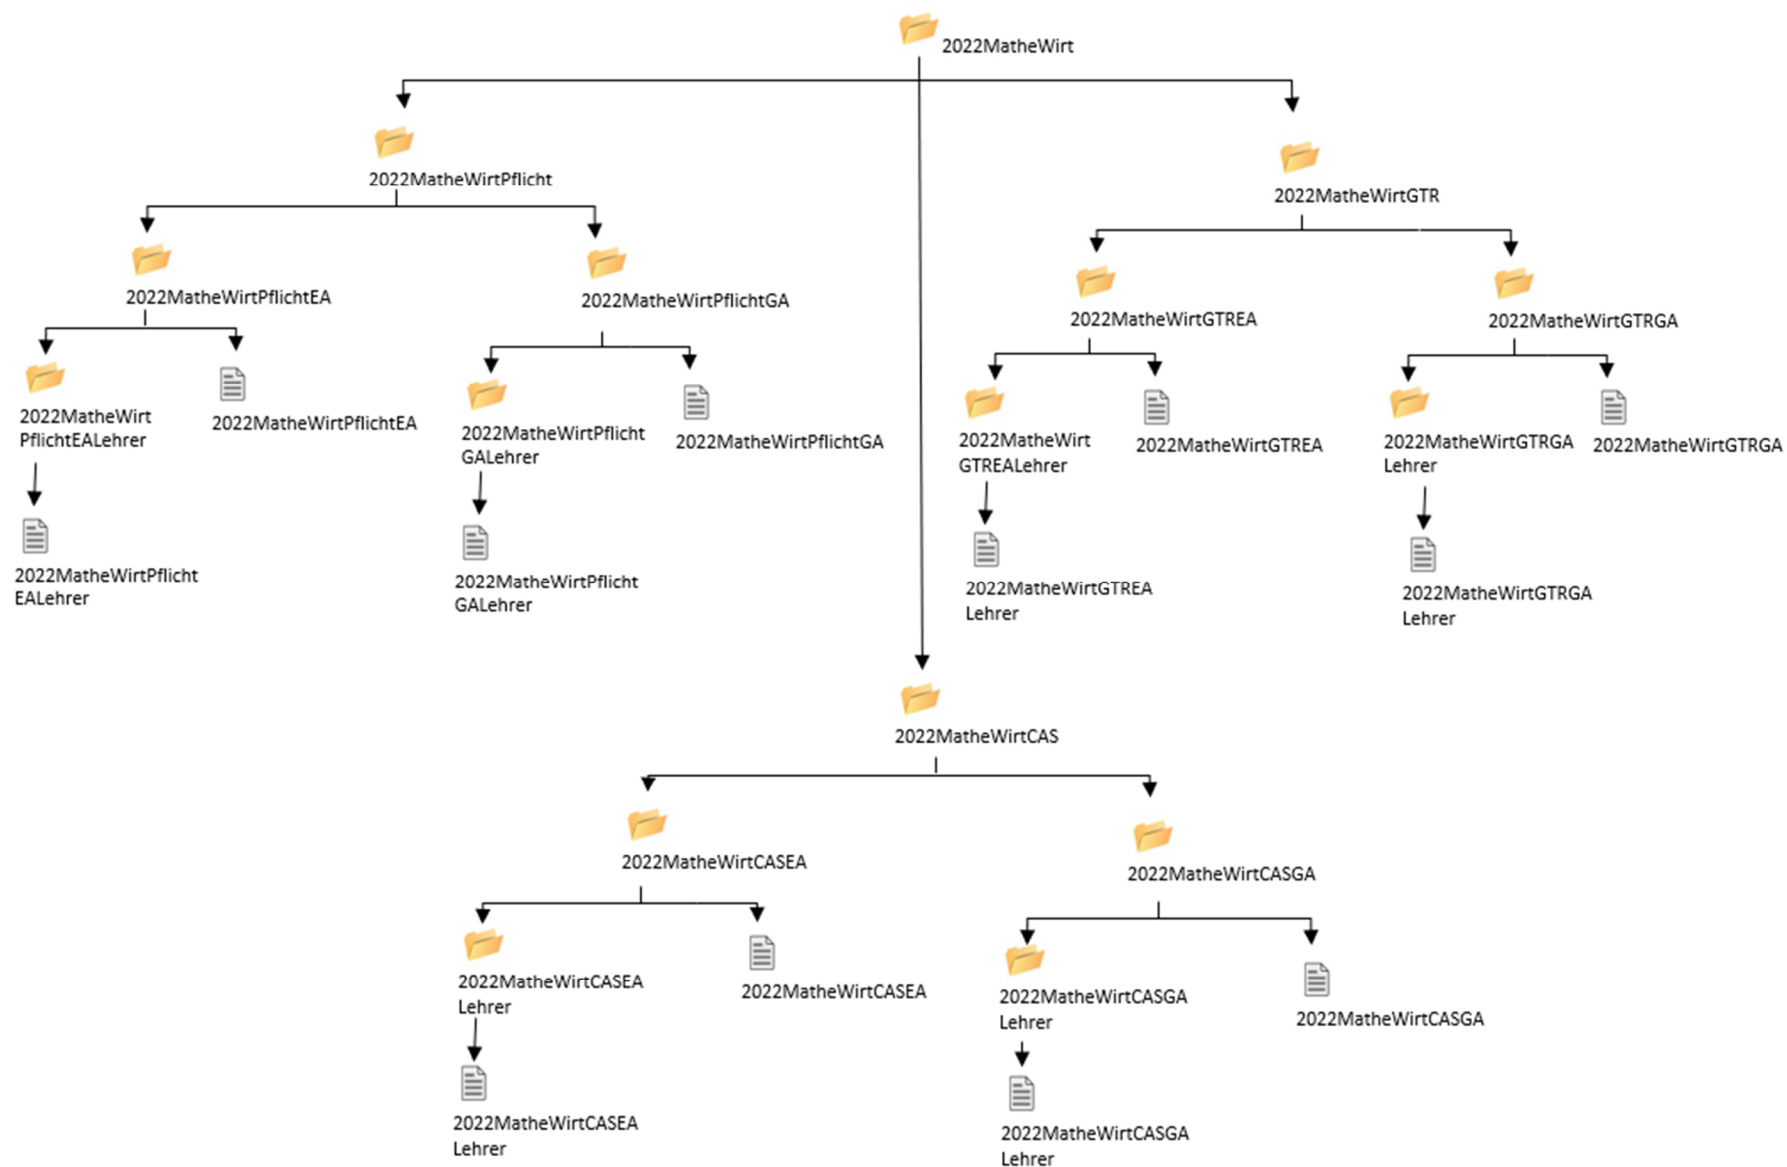 2022MatheWirt
2022MatheWirtPflicht
2022MatheWirtGTR
2022MatheWirtPflichtEA
2022MatheWirtPflichtGA
2022MatheWirtGTREA
2022MatheWirtGTRGA
2022MatheWirt
PflichtEALehrer
2022MatheWirtPflichtEA
2022MatheWirtPflicht
GALehrer
2022MatheWirtPflichtGA
2022MatheWirt
GTREALehrer
2022MatheWirtGTREA
2022MatheWirtGTRGA
Lehrer
2022MatheWirtGTRGA
2022MatheWirtPflicht
EALehrer
2022MatheWirtPflicht
GALehrer
2022MatheWirtGTREA
Lehrer
2022MatheWirtGTRGA
Lehrer
2022MatheWirtCAS
2022MatheWirtCASEA
2022MatheWirtCASGA
2022MatheWirtCASEA
Lehrer
2022MatheWirtCASEA
2022MatheWirtCASGA
Lehrer
2022MatheWirtCASGA
2022MatheWirtCASEA
Lehrer
2022MatheWirtCASGA
Lehrer